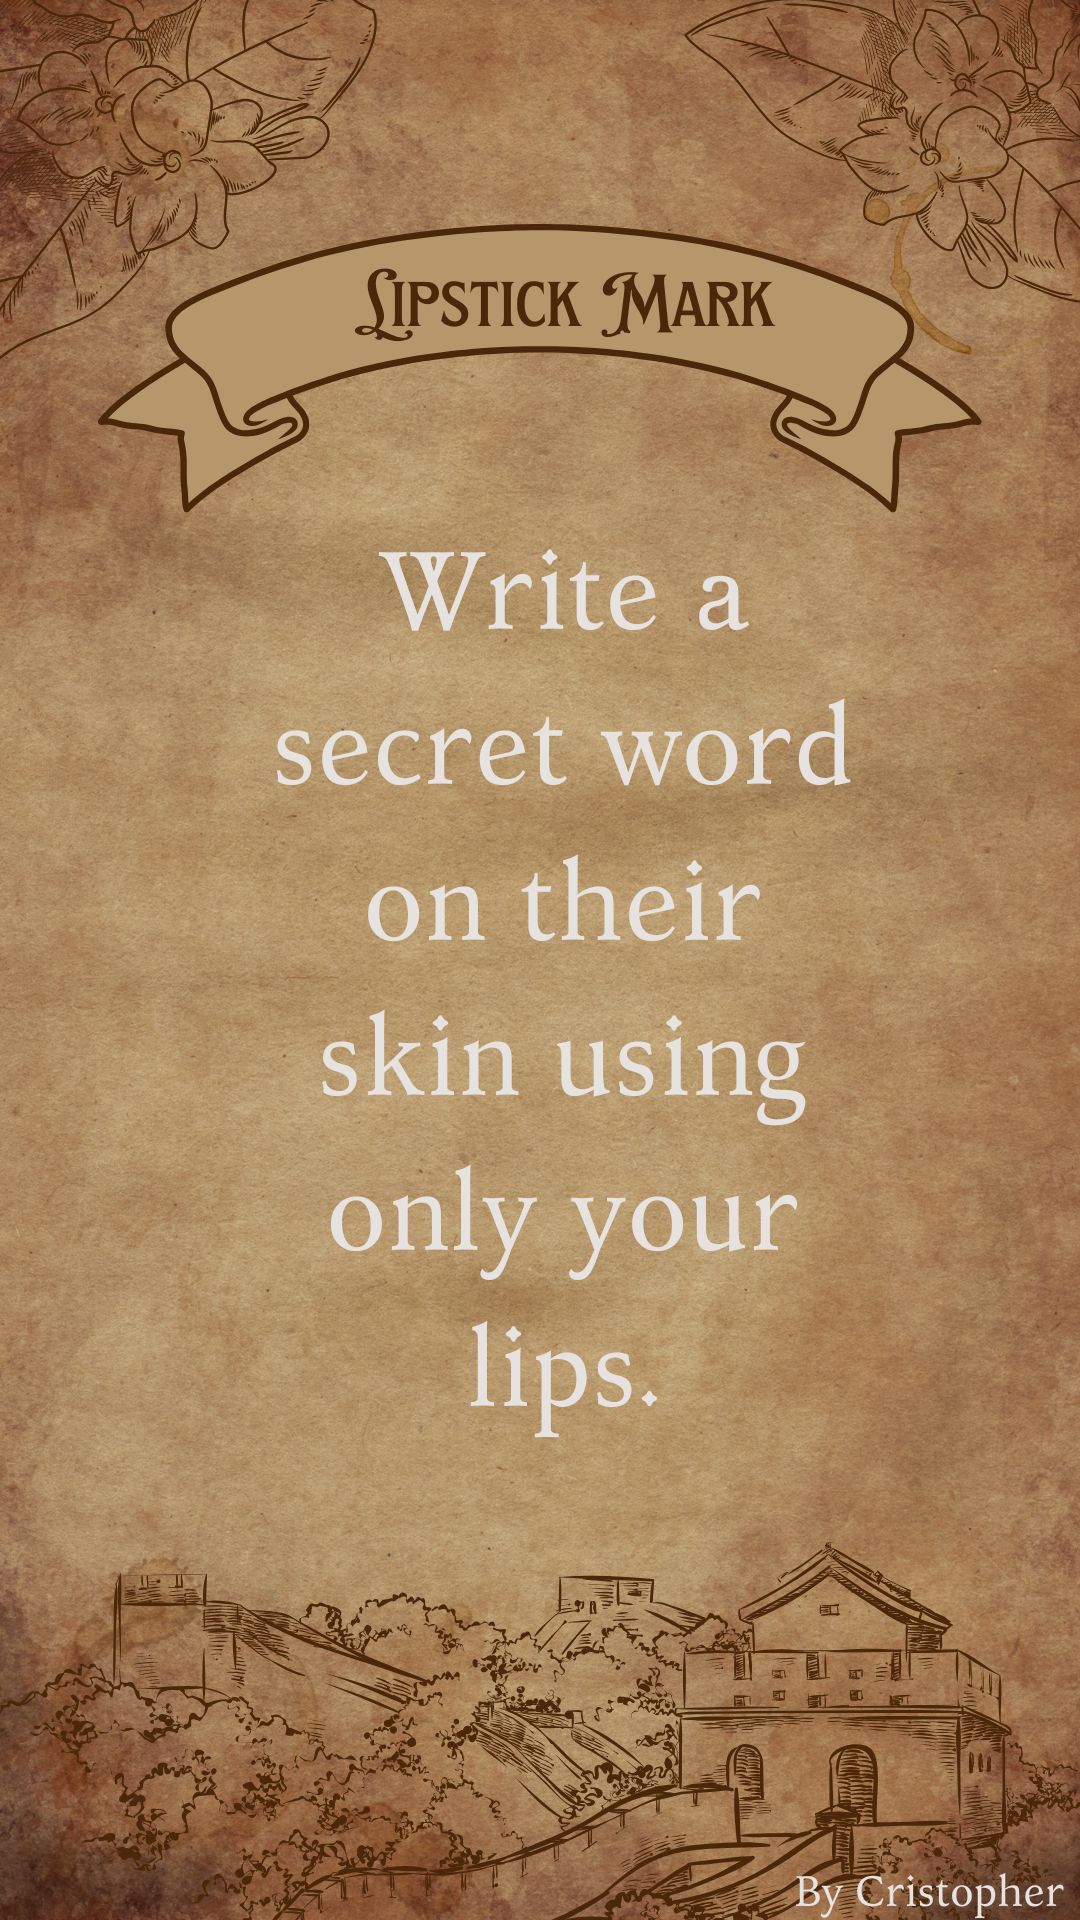 Lipstick Mark
Write a
secret word
on their
skin using
only your
lips.
By Cristopher